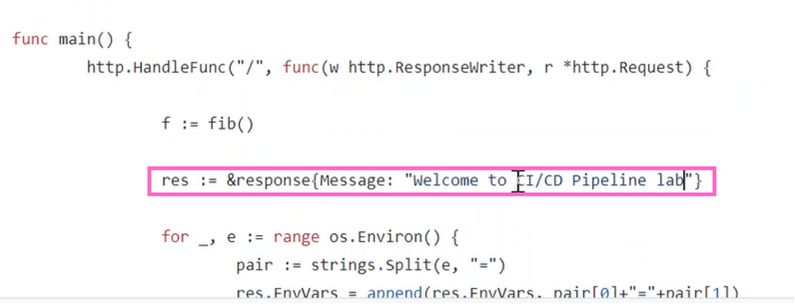 func main() {
http.HandleFunc("/", func(w http.ResponseWriter, r *http.Request) {
f := fib()
res := &response{Message: "Welcome to CI/CD Pipeline lab"}
for _, e := range os.Environ() {
pair := strings.Split(e, "=")
res.EnvVars = append(res.EnvVars, pair[0]+"="+pair[1])